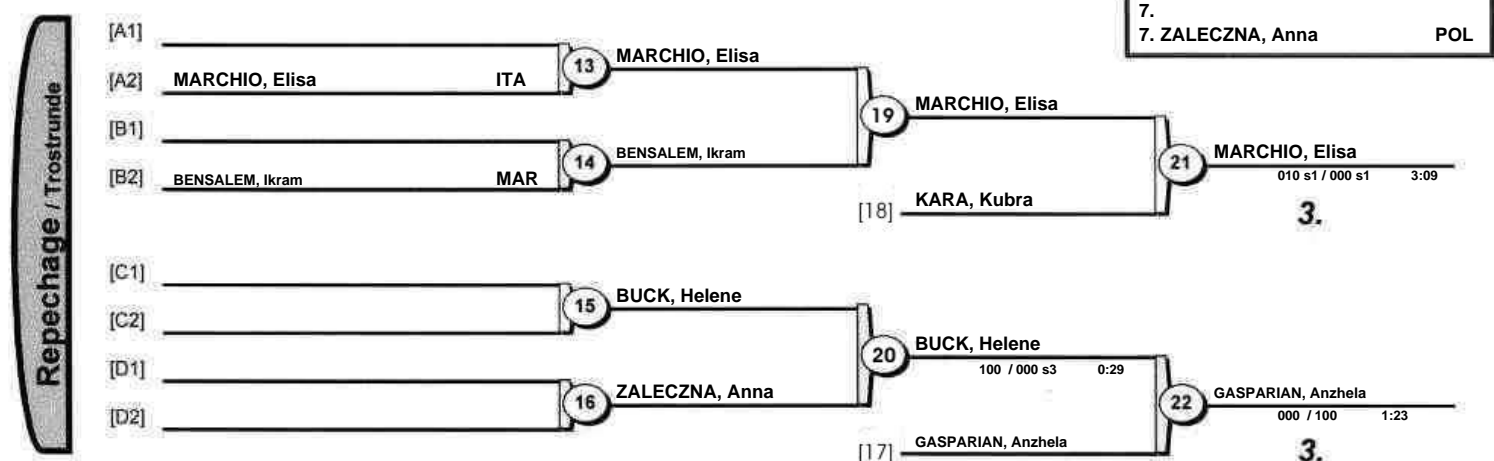 7.
7. ZALECZNA, Anna POL
Repechage / Trostrunde
[A1]
13 MARCHIO, Elisa
[A2] MARCHIO, Elisa ITA
19 MARCHIO, Elisa
[B1]
14 BENSALEM, Ikram
21 MARCHIO, Elisa
010 s1 / 000 s1 3:09
[B2] BENSALEM, Ikram MAR
[18] KARA, Kubra
3.
[C1]
15 BUCK, Helene
[C2]
20 BUCK, Helene
100 / 000 s3 0:29
[D1]
16 ZALECZNA, Anna
22 GASPARIAN, Anzhela
000 / 100 1:23
[D2]
[17] GASPARIAN, Anzhela
3.